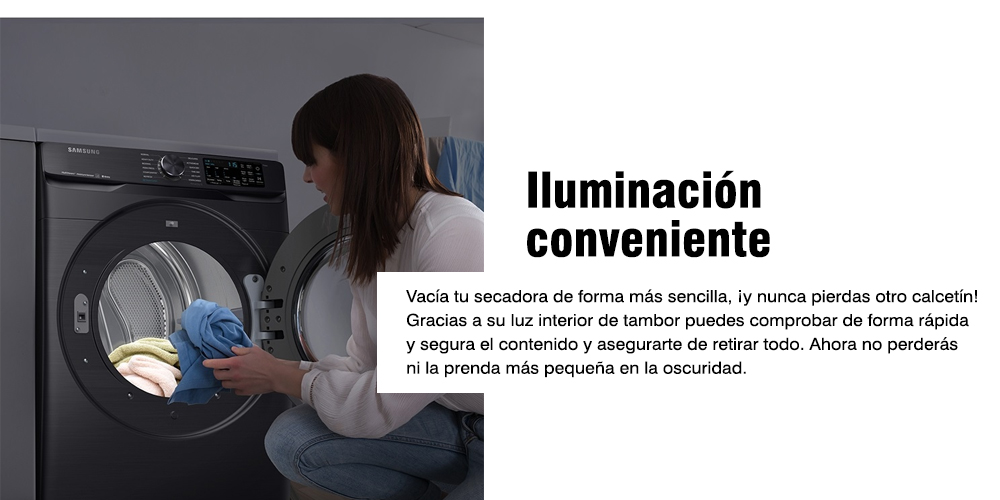 SAMSUNG
Iluminación
conveniente
Vacía tu secadora de forma más sencilla, ¡y nunca pierdas otro calcetín!
Gracias a su luz interior de tambor puedes comprobar de forma rápida
y segura el contenido y asegurarte de retirar todo. Ahora no perderás
ni la prenda más pequeña en la oscuridad.